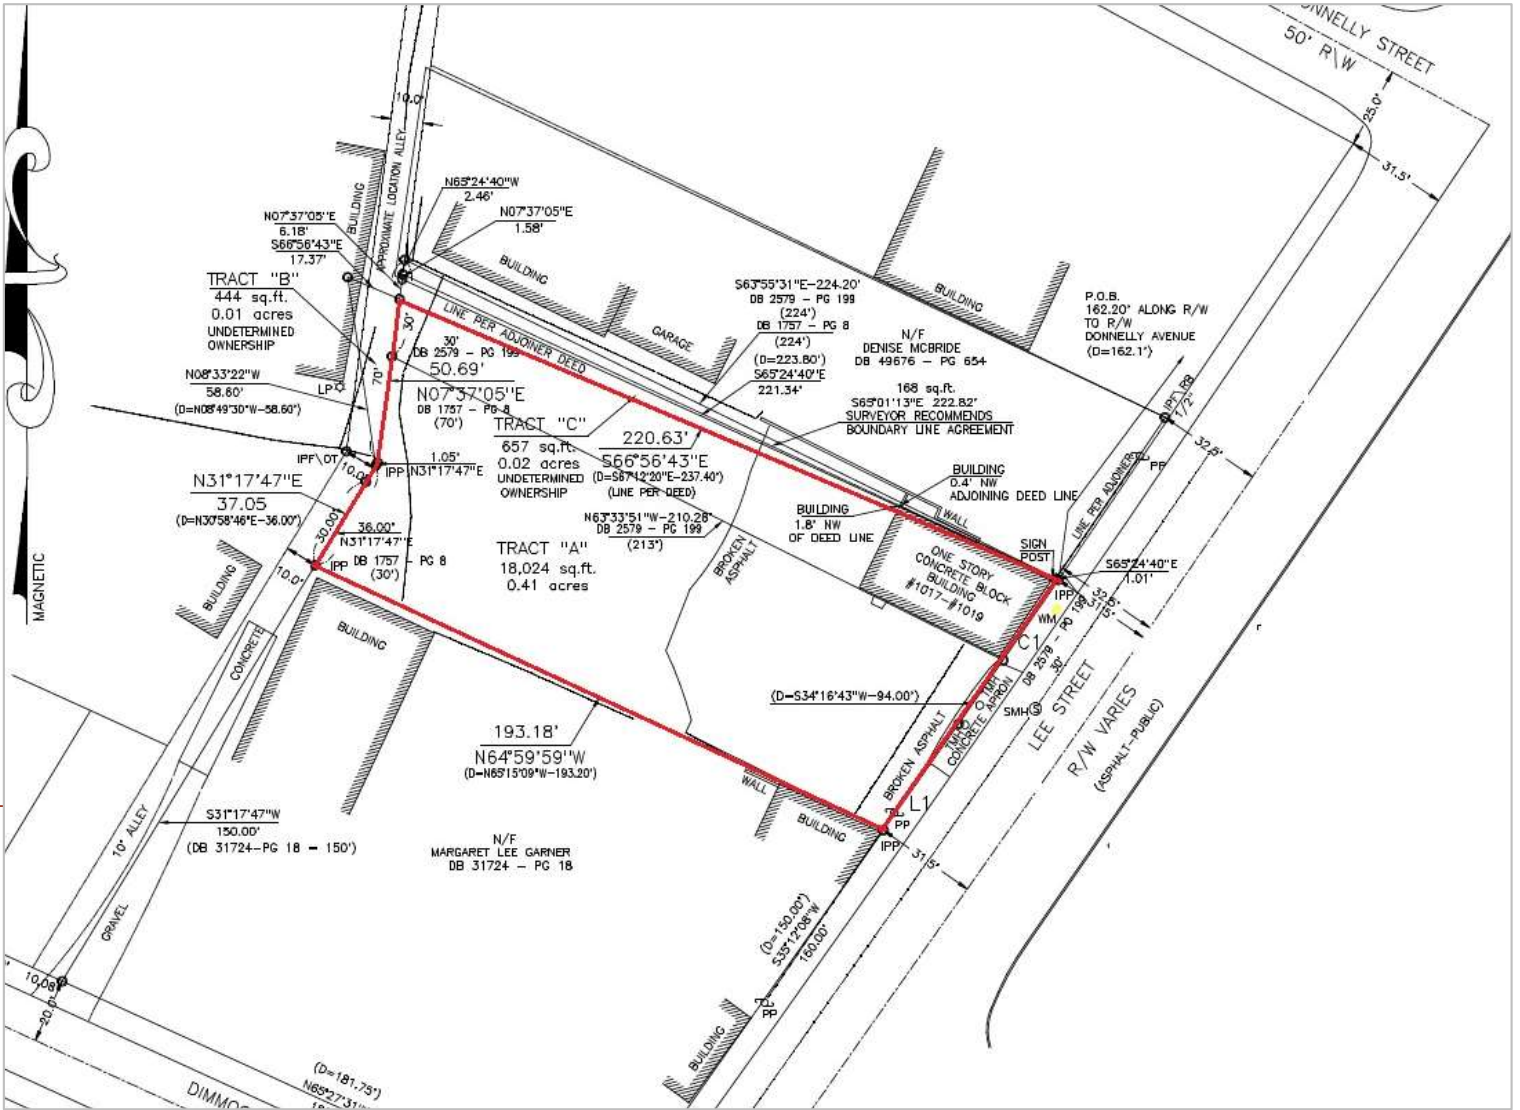 50' R\W
STREET
25.0'
31.5'
10.0'
APPROXIMATE LOCATION ALLEY
BUILDING
N65°24'40"W
2.46'
N07°37'05"E
1.58'
N07°37'05"E
6.18'
S66°56'43"E
17.37'
TRACT "B"
444 sq.ft.
0.01 acres
UNDETERMINED
OWNERSHIP
BUILDING
GARAGE
BUILDING
LINE PER ADJOINER DEED
S63°55'31"E-224.20'
DB 2579 - PG 199
(224')
DB 1757 - PG 8
(224')
(D=223.80')
S65°24'40"E
221.34'
N/F
DENISE MCBRIDE
DB 49676 - PG 654
P.O.B.
162.20' ALONG R/W
TO R/W
DONNELLY AVENUE
(D=162.1')
30'
30'
DB 2579 - PG 199
50.69'
N07°37'05"E
DB 1757 - PG 8
(70')
70'
N08°33'22"W
58.60'
(D=N08°49'30"W-58.60')
LP
168 sq.ft.
S65°01'13"E 222.82'
SURVEYOR RECOMMENDS
BOUNDARY LINE AGREEMENT
IPF\RB
1/2"
32.5'
PP
LINE PER ADJOINER
TRACT "C"
657 sq.ft.
0.02 acres
UNDETERMINED
OWNERSHIP
220.63'
S66°56'43"E
(D=S67°12'20"E-237.40')
(LINE PER DEED)
IPF\OT
10.0'
IPP
1.05'
N31°17'47"E
N31°17'47"E
37.05
(D=N30°58'46"E-36.00')
30.00'
36.00'
N31°17'47"E
DB 1757 - PG 8
(30')
IPP
10.0'
BUILDING
0.4' NW
ADJOINING DEED LINE
BUILDING
1.8' NW
OF DEED LINE
WALL
N63°33'51"W-210.28'
DB 2579 - PG 199
(213')
BROKEN
ASPHALT
TRACT "A"
18,024 sq.ft.
0.41 acres
ONE STORY
CONCRETE BLOCK
BUILDING
#1017-#1019
SIGN
POST
S65°24'40"E
1.01'
IPP
32.5'
31.5'
WM
C1
DB 2579 - PG 199
30'
MAGNETIC
BUILDING
CONCRETE
BUILDING
(D=S34°16'43"W-94.00')
TMH
TMH
CONCRETE APRON
SMH
S
LEE STREET
R/W VARIES
(ASPHALT-PUBLIC)
BROKEN ASPHALT
193.18'
N64°59'59"W
(D=N65°15'09"W-193.20')
WALL
BUILDING
L1
PP
IPP
31.5'
S31°17'47"W
150.00'
(DB 31724-PG 18 - 150')
10' ALLEY
GRAVEL
N/F
MARGARET LEE GARNER
DB 31724 - PG 18
(D=150.00')
S35°12'08"W
PP
BUILDING
10.08'
20.0'
(D=181.75')